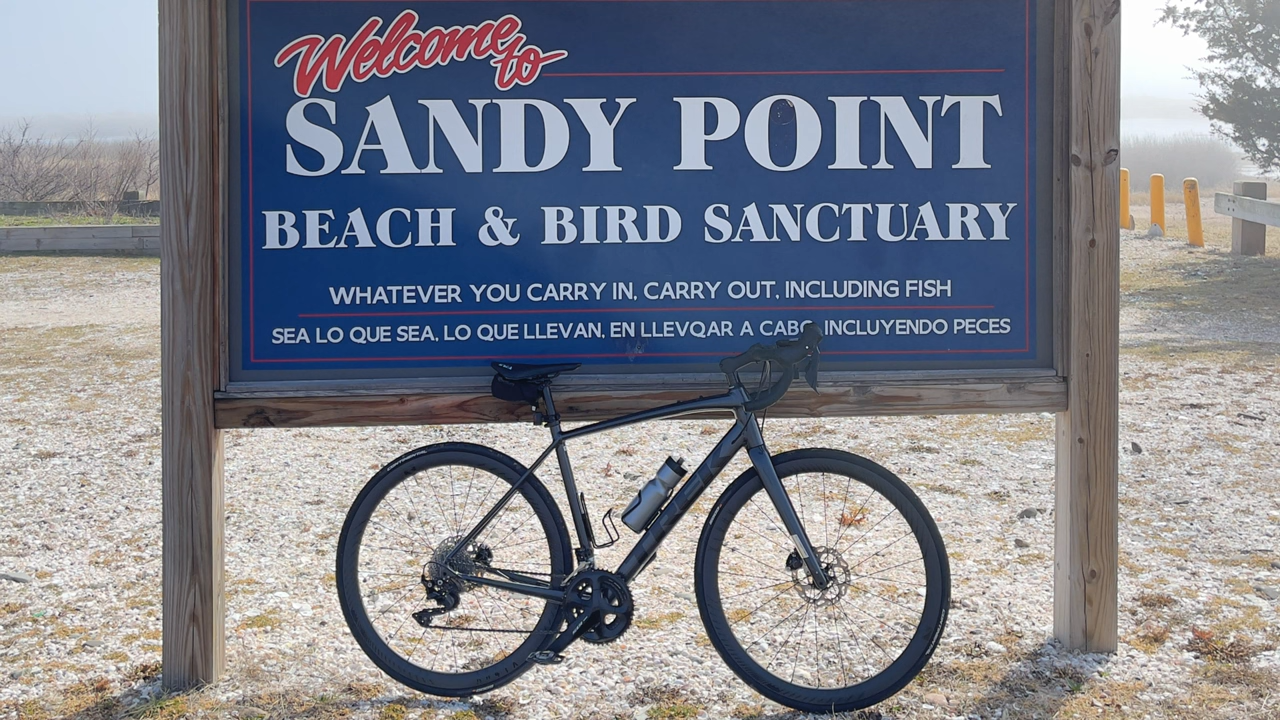 Welcome
to
SANDY POINT
BEACH & BIRD SANCTUARY
WHATEVER YOU CARRY IN, CARRY OUT, INCLUDING FISH
SEA LO QUE SEA, LO QUE LLEVAN, EN LLEVQAR A CABO, INCLUYENDO PECES
TREK